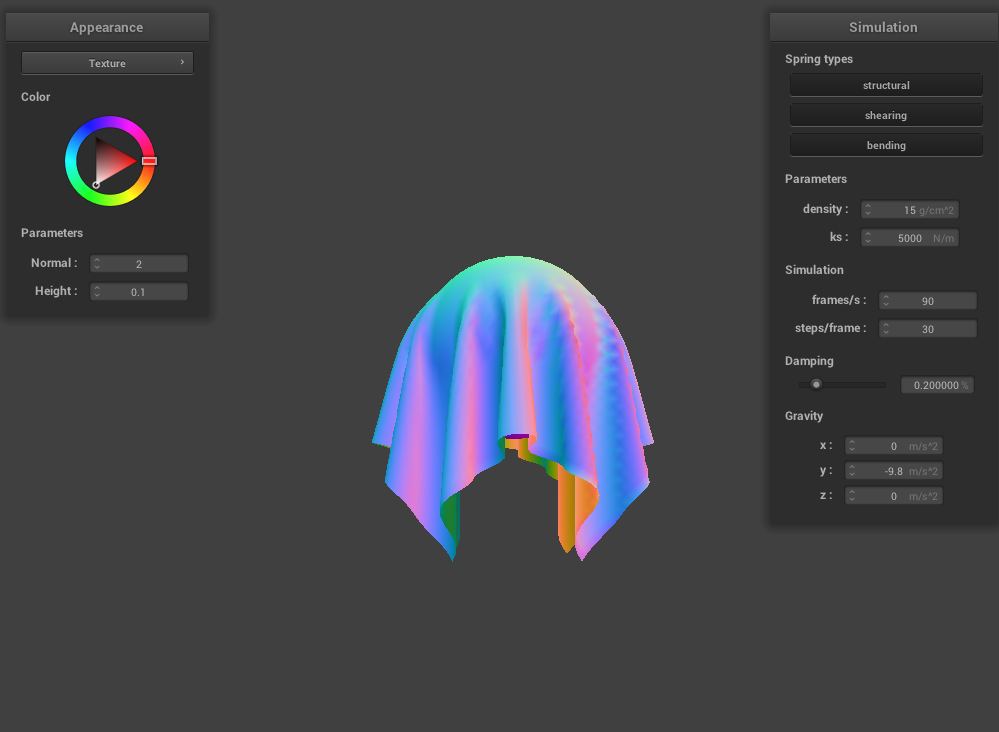 Appearance
Texture
Color
Parameters
Normal : 2
Height : 0.1
Simulation
Spring types
structural
shearing
bending
Parameters
density : 15 g/cm^2
ks : 5000 N/m
Simulation
frames/s : 90
steps/frame : 30
Damping
0.200000 %
Gravity
x : 0 m/s^2
y : -9.8 m/s^2
z : 0 m/s^2